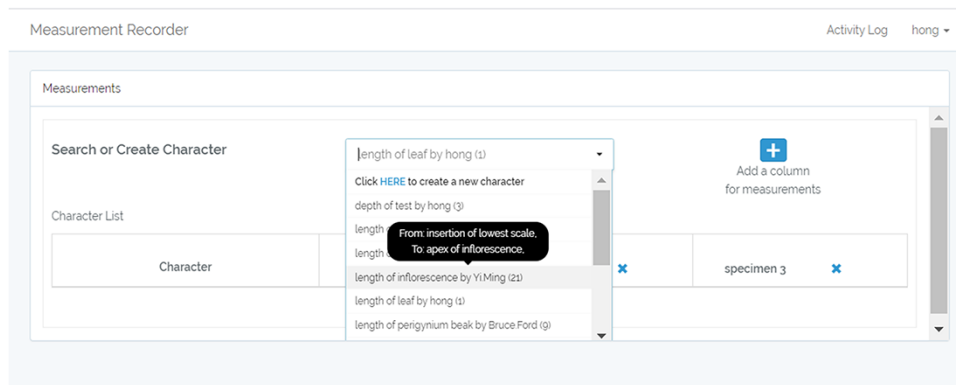 Measurement Recorder
Activity Log
hong
Measurements
Search or Create Character
length of leaf by hong (1)
Add a column
for measurements
Click HERE to create a new character
depth of test by hong (3)
Character List
length
From: insertion of lowest scale,
To: apex of inflorescence,
length
Character
length of inflorescence by Yi.Ming (21)
specimen 3
length of leaf by hong (1)
length of perigynium beak by Bruce Ford (9)